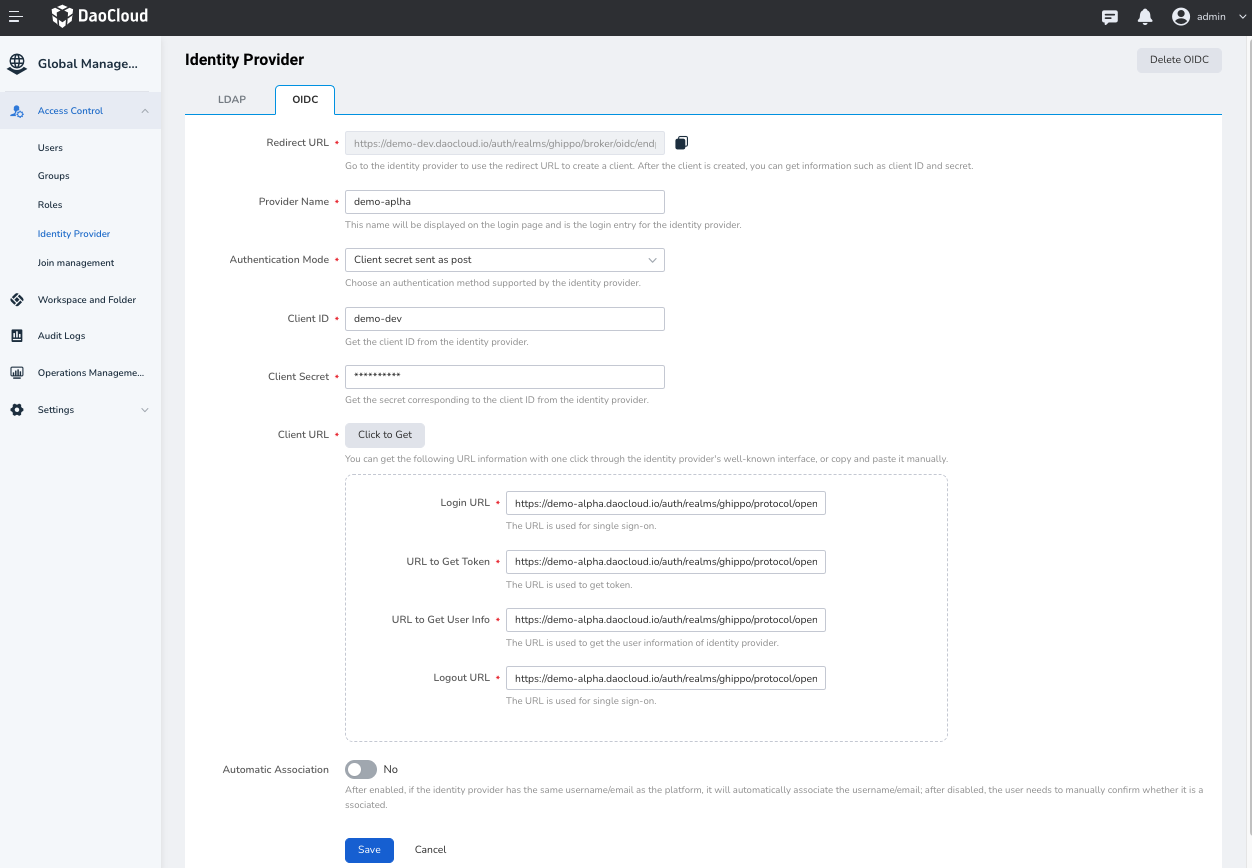 DaoCloud
admin
Global Manage...
Access Control
Users
Groups
Roles
Identity Provider
Join management
Workspace and Folder
Audit Logs
Operations Manageme...
Settings
Identity Provider
Delete OIDC
LDAP
OIDC
Redirect URL • https://demo-dev.daocloud.io/auth/realms/ghippo/broker/oidc/endp
Go to the identity provider to use the redirect URL to create a client. After the client is created, you can get information such as client ID and secret.
Provider Name • demo-aplha
This name will be displayed on the login page and is the login entry for the identity provider.
Authentication Mode • Client secret sent as post
Choose an authentication method supported by the identity provider.
Client ID • demo-dev
Get the client ID from the identity provider.
Client Secret • **********
Get the secret corresponding to the client ID from the identity provider.
Client URL • Click to Get
You can get the following URL information with one click through the identity provider's well-known interface, or copy and paste it manually.
Login URL • https://demo-alpha.daocloud.io/auth/realms/ghippo/protocol/open
The URL is used for single sign-on.
URL to Get Token • https://demo-alpha.daocloud.io/auth/realms/ghippo/protocol/open
The URL is used to get token.
URL to Get User Info • https://demo-alpha.daocloud.io/auth/realms/ghippo/protocol/open
The URL is used to get the user information of identity provider.
Logout URL • https://demo-alpha.daocloud.io/auth/realms/ghippo/protocol/open
The URL is used for single sign-on.
Automatic Association No
After enabled, if the identity provider has the same username/email as the platform, it will automatically associate the username/email; after disabled, the user needs to manually confirm whether it is a
ssociated.
Save
Cancel